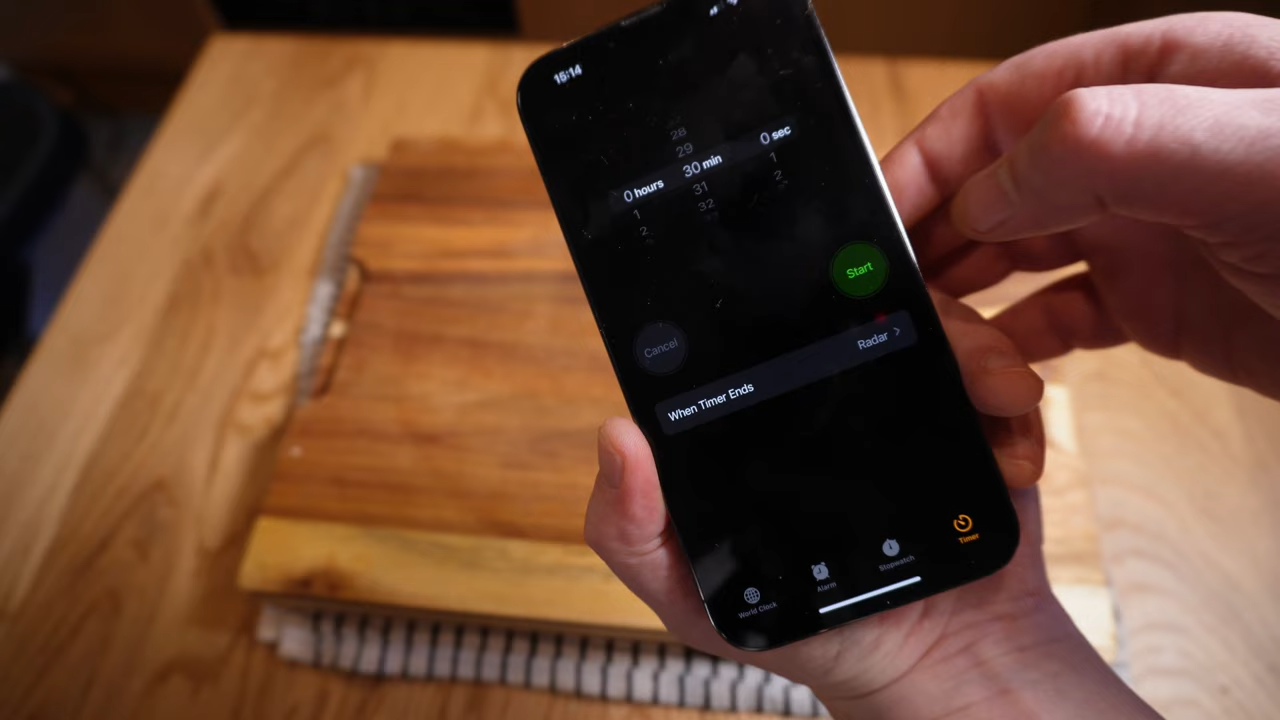 15:14
28
29
0 hours 30 min 0 sec
1 31 1
2 32 2
Start
Cancel
When Timer Ends Radar
World Clock Alarm Stopwatch Timer